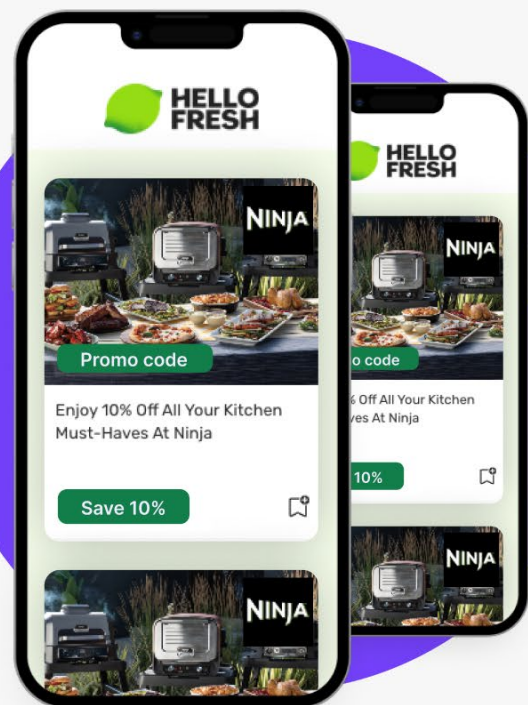 HELLO
FRESH
NINJA
Promo code
Enjoy 10% Off All Your Kitchen
Must-Haves At Ninja
Save 10%
NINJA
HELLO
FRESH
NINJA
o code
% Off All Your Kitchen
ves At Ninja
10%
NINJA